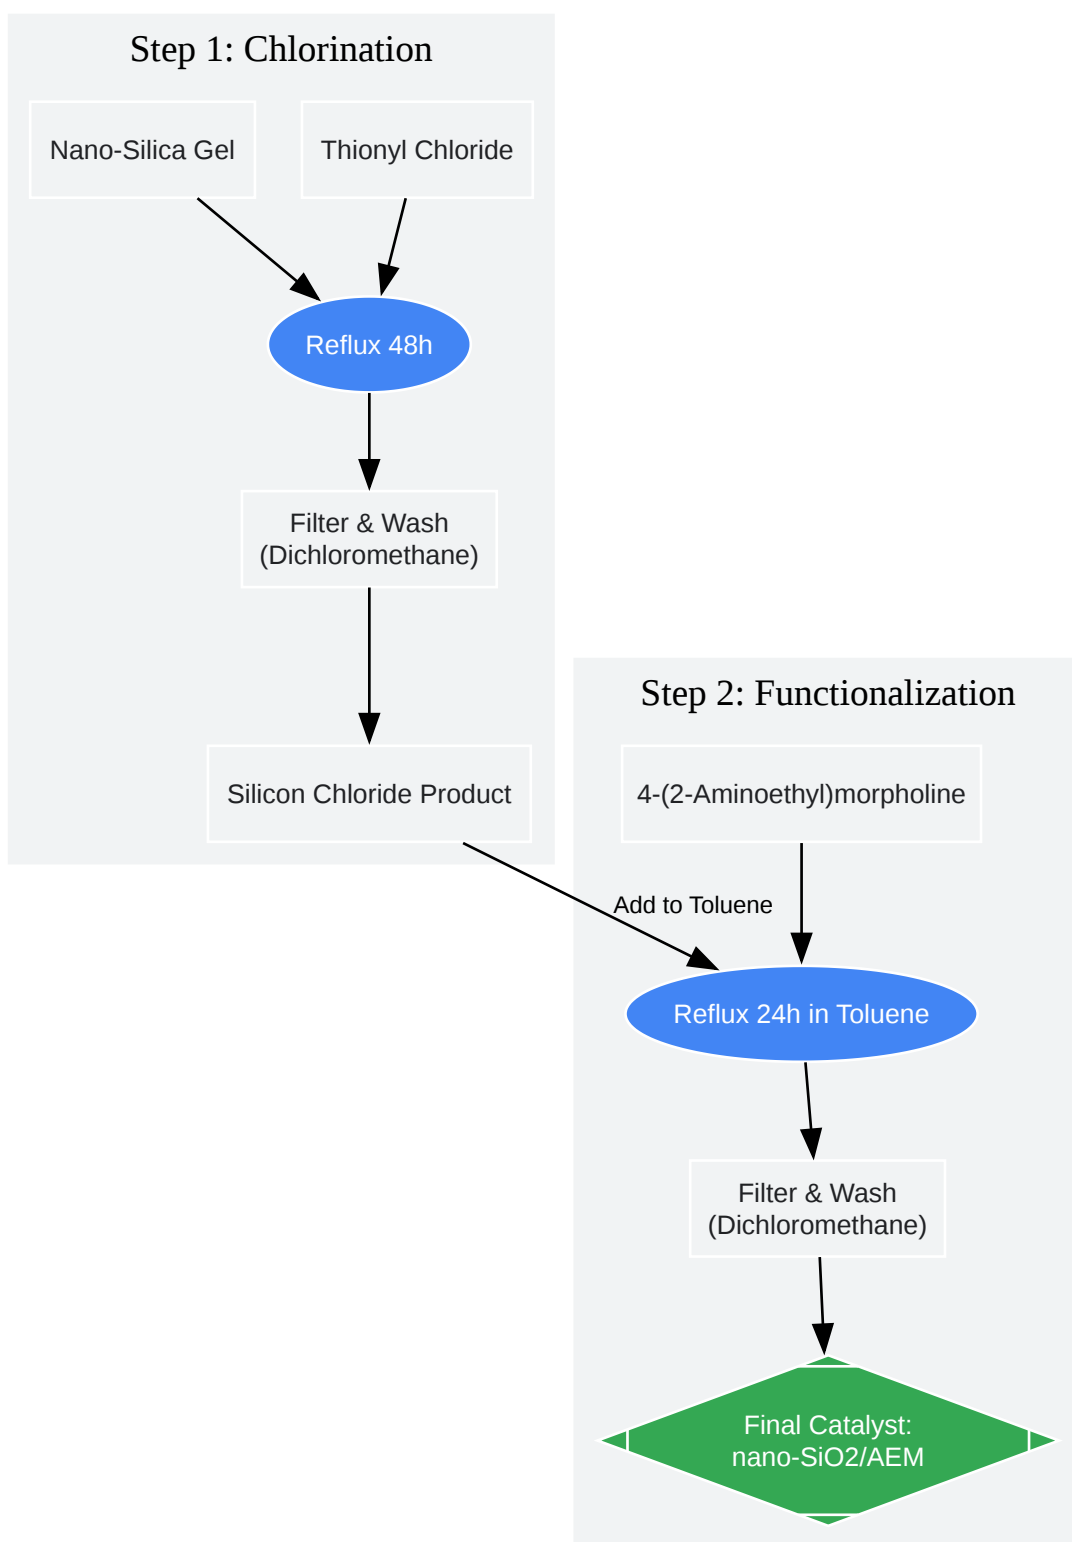 Step 1: Chlorination
Nano-Silica Gel
Thionyl Chloride
Reflux 48h
Filter & Wash
(Dichloromethane)
Silicon Chloride Product
Step 2: Functionalization
4-(2-Aminoethyl)morpholine
Add to Toluene
Reflux 24h in Toluene
Filter & Wash
(Dichloromethane)
Final Catalyst:
nano-SiO2/AEM